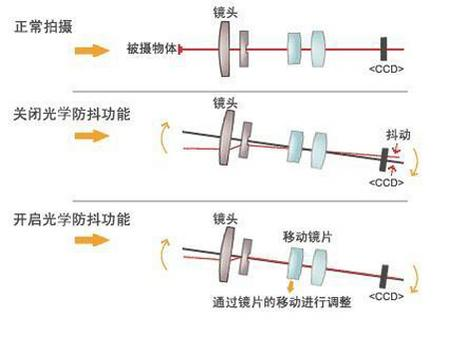 镜头
正常拍摄
被摄物体
<CCD>
镜头
关闭光学防抖功能
抖动
<CCD>
镜头
开启光学防抖功能
移动镜片
<CCD>
通过镜片的移动进行调整